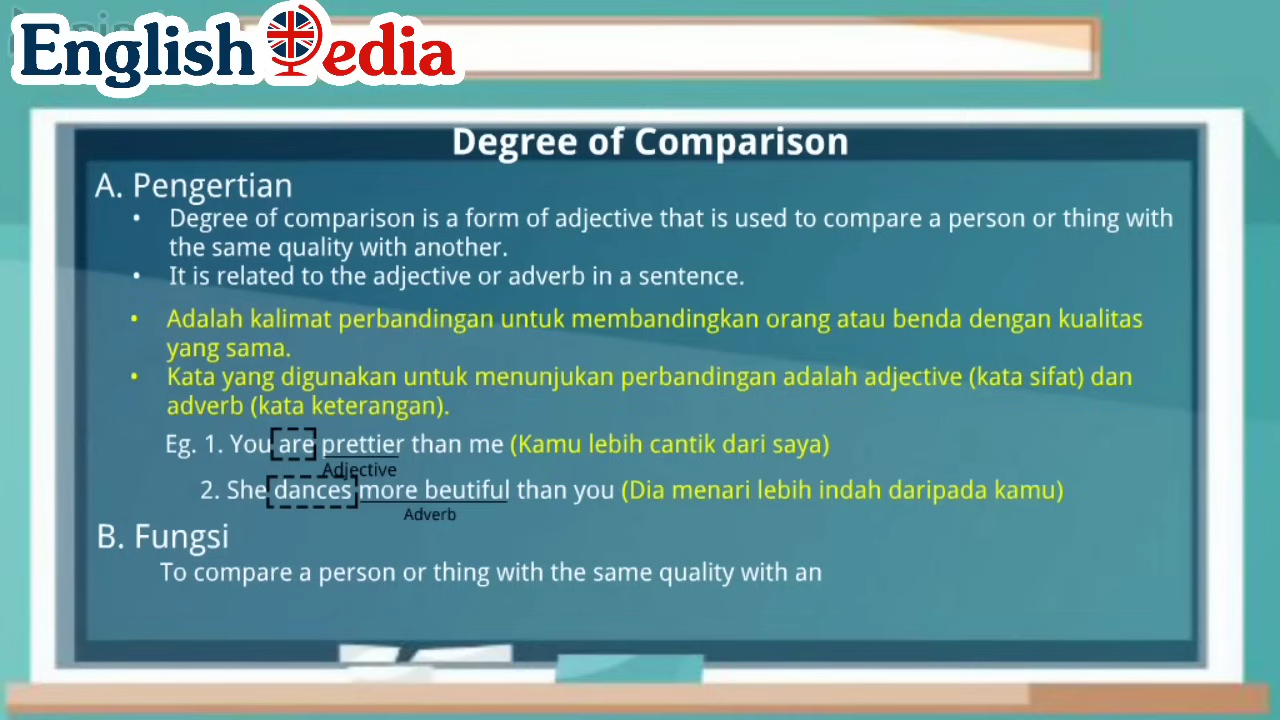 English Pedia
Degree of Comparison
A. Pengertian
• Degree of comparison is a form of adjective that is used to compare a person or thing with
the same quality with another.
• It is related to the adjective or adverb in a sentence.
• Adalah kalimat perbandingan untuk membandingkan orang atau benda dengan kualitas
yang sama.
• Kata yang digunakan untuk menunjukan perbandingan adalah adjective (kata sifat) dan
adverb (kata keterangan).
Eg. 1. You are prettier than me (Kamu lebih cantik dari saya)
Adjective
2. She dances more beutiful than you (Dia menari lebih indah daripada kamu)
Adverb
B. Fungsi
To compare a person or thing with the same quality with an